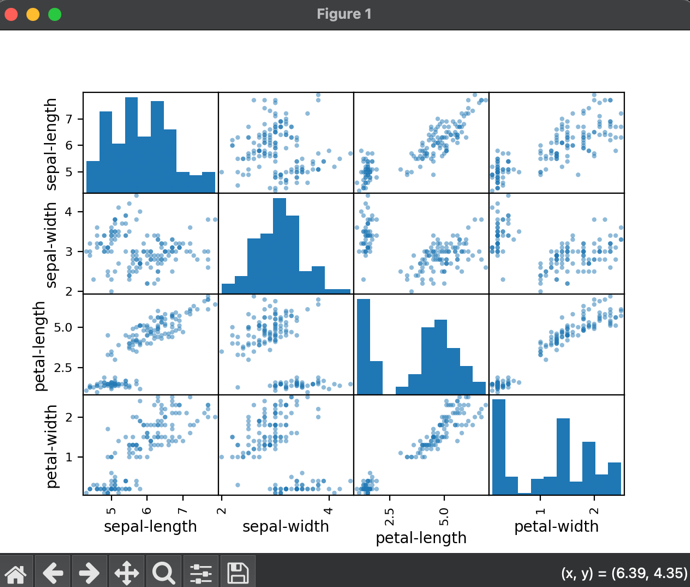 Figure 1
sepal-length
7
6
5
sepal-width
4
3
2
petal-length
5.0
2.5
petal-width
2
1
5 6 7 2 4 2.5 5.0 1 2
sepal-length sepal-width petal-length petal-width
(x, y) = (6.39, 4.35)